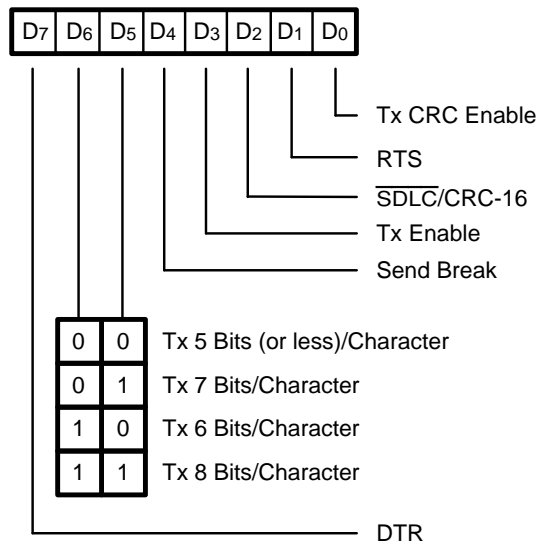 D7 D6 D5 D4 D3 D2 D1 D0
Tx CRC Enable
RTS
SDLC/CRC-16
Tx Enable
Send Break
0 0 Tx 5 Bits (or less)/Character
0 1 Tx 7 Bits/Character
1 0 Tx 6 Bits/Character
1 1 Tx 8 Bits/Character
DTR